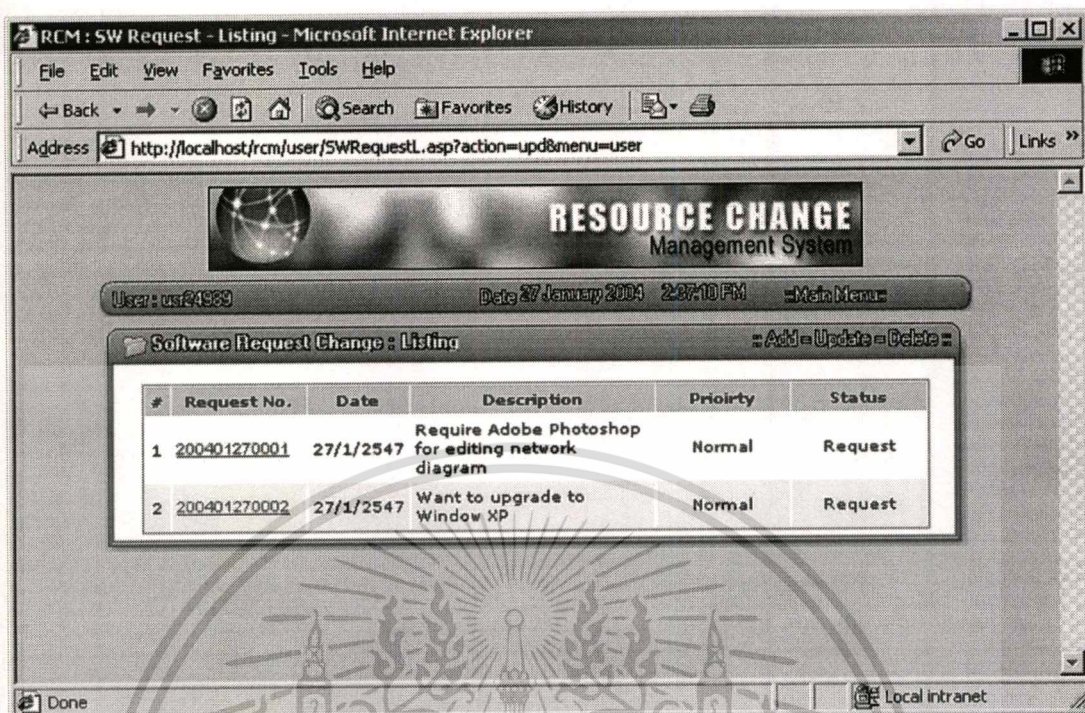 RCM : SW Request - Listing - Microsoft Internet Explorer
File Edit View Favorites Tools Help
Back Search Favorites History
Address http://localhost/rcm/user/SWRequestL.asp?action=upd&menu=user Go Links »
RESOURCE CHANGE
Management System
User : usr24989 Date 27 January 2004 2:37:10 PM ::Main Menu::
Software Request Change : Listing :: Add :: Update :: Delete ::
# Request No. Date Description Prioirty Status
1 200401270001 27/1/2547 Require Adobe Photoshop for editing network diagram Normal Request
2 200401270002 27/1/2547 Want to upgrade to Window XP Normal Request
Done Local intranet